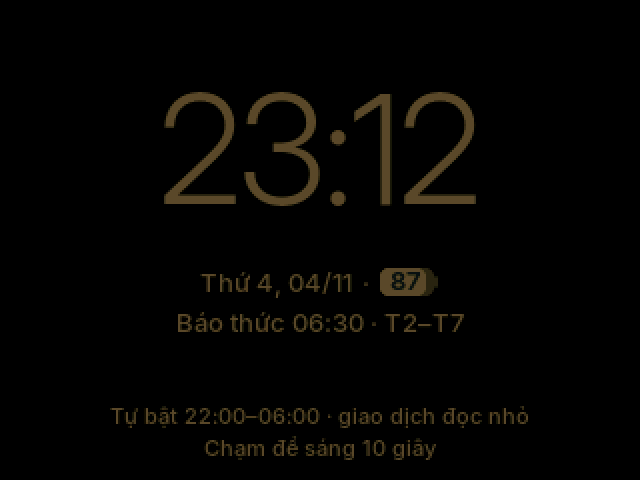 23:12
Thứ 4, 04/11 · 87
Báo thức 06:30 · T2–T7
Tự bật 22:00–06:00 · giao dịch đọc nhỏ
Chạm để sáng 10 giây